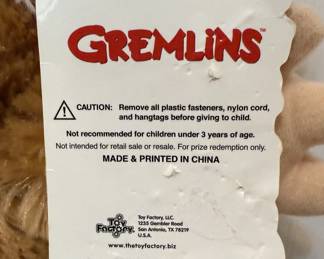 GREMLiNS™
CAUTION: Remove all plastic fasteners, nylon cord,
and hangtags before giving to child.
Not recommended for children under 3 years of age.
Not intended for retail sale or resale. For prize redemption only.
MADE & PRINTED IN CHINA
Toy
Factory
Toy Factory, LLC.
1235 Gembler Road
San Antonio, TX 78219
U.S.A.
www.thetoyfactory.biz